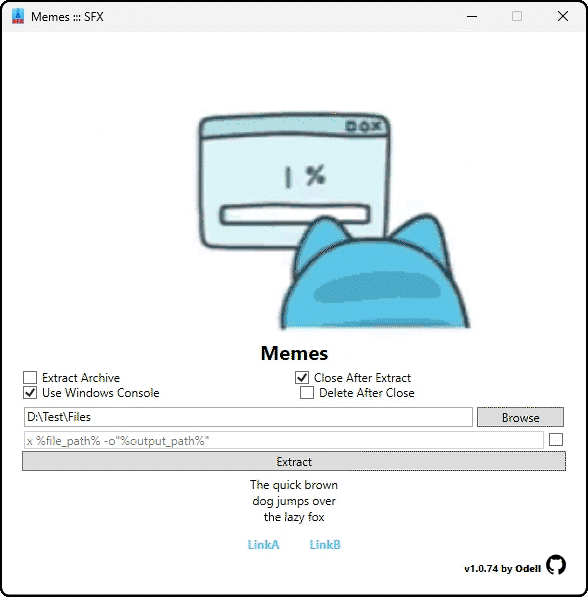 Memes ::: SFX
1 %
Memes
Extract Archive
Close After Extract
Use Windows Console
Delete After Close
D:\Test\Files
Browse
x %file_path% -o"%output_path%"
Extract
The quick brown
dog jumps over
the lazy fox
LinkA LinkB
v1.0.74 by Odell